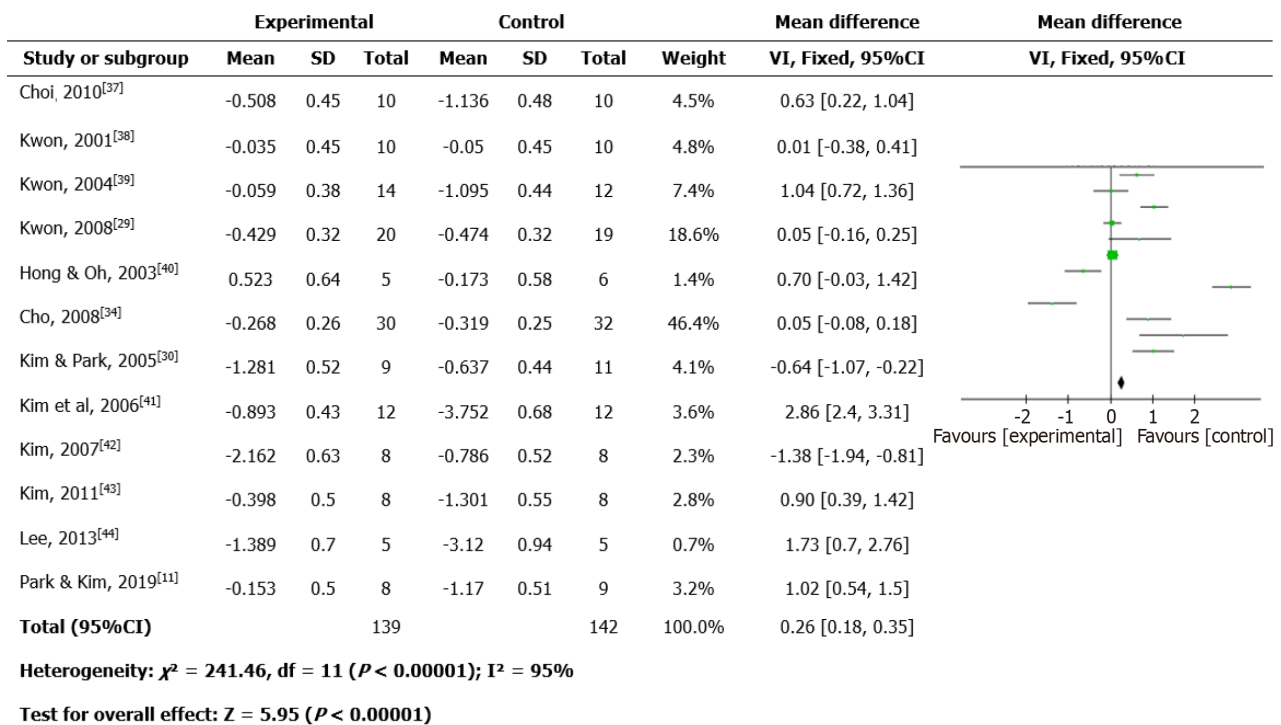 Experimental Control Mean difference Mean difference
Study or subgroup Mean SD Total Mean SD Total Weight VI, Fixed, 95%CI VI, Fixed, 95%CI
Choi, 2010[37] -0.508 0.45 10 -1.136 0.48 10 4.5% 0.63 [0.22, 1.04]
Kwon, 2001[38] -0.035 0.45 10 -0.05 0.45 10 4.8% 0.01 [-0.38, 0.41]
Kwon, 2004[39] -0.059 0.38 14 -1.095 0.44 12 7.4% 1.04 [0.72, 1.36]
Kwon, 2008[29] -0.429 0.32 20 -0.474 0.32 19 18.6% 0.05 [-0.16, 0.25]
Hong & Oh, 2003[40] 0.523 0.64 5 -0.173 0.58 6 1.4% 0.70 [-0.03, 1.42]
Cho, 2008[34] -0.268 0.26 30 -0.319 0.25 32 46.4% 0.05 [-0.08, 0.18]
Kim & Park, 2005[30] -1.281 0.52 9 -0.637 0.44 11 4.1% -0.64 [-1.07, -0.22]
Kim et al, 2006[41] -0.893 0.43 12 -3.752 0.68 12 3.6% 2.86 [2.4, 3.31]
Kim, 2007[42] -2.162 0.63 8 -0.786 0.52 8 2.3% -1.38 [-1.94, -0.81]
Kim, 2011[43] -0.398 0.5 8 -1.301 0.55 8 2.8% 0.90 [0.39, 1.42]
Lee, 2013[44] -1.389 0.7 5 -3.12 0.94 5 0.7% 1.73 [0.7, 2.76]
Park & Kim, 2019[11] -0.153 0.5 8 -1.17 0.51 9 3.2% 1.02 [0.54, 1.5]
Total (95%CI) 139 142 100.0% 0.26 [0.18, 0.35]
Heterogeneity: χ² = 241.46, df = 11 (P < 0.00001); I² = 95%
Test for overall effect: Z = 5.95 (P < 0.00001)
-2 -1 0 1 2
Favours [experimental] Favours [control]